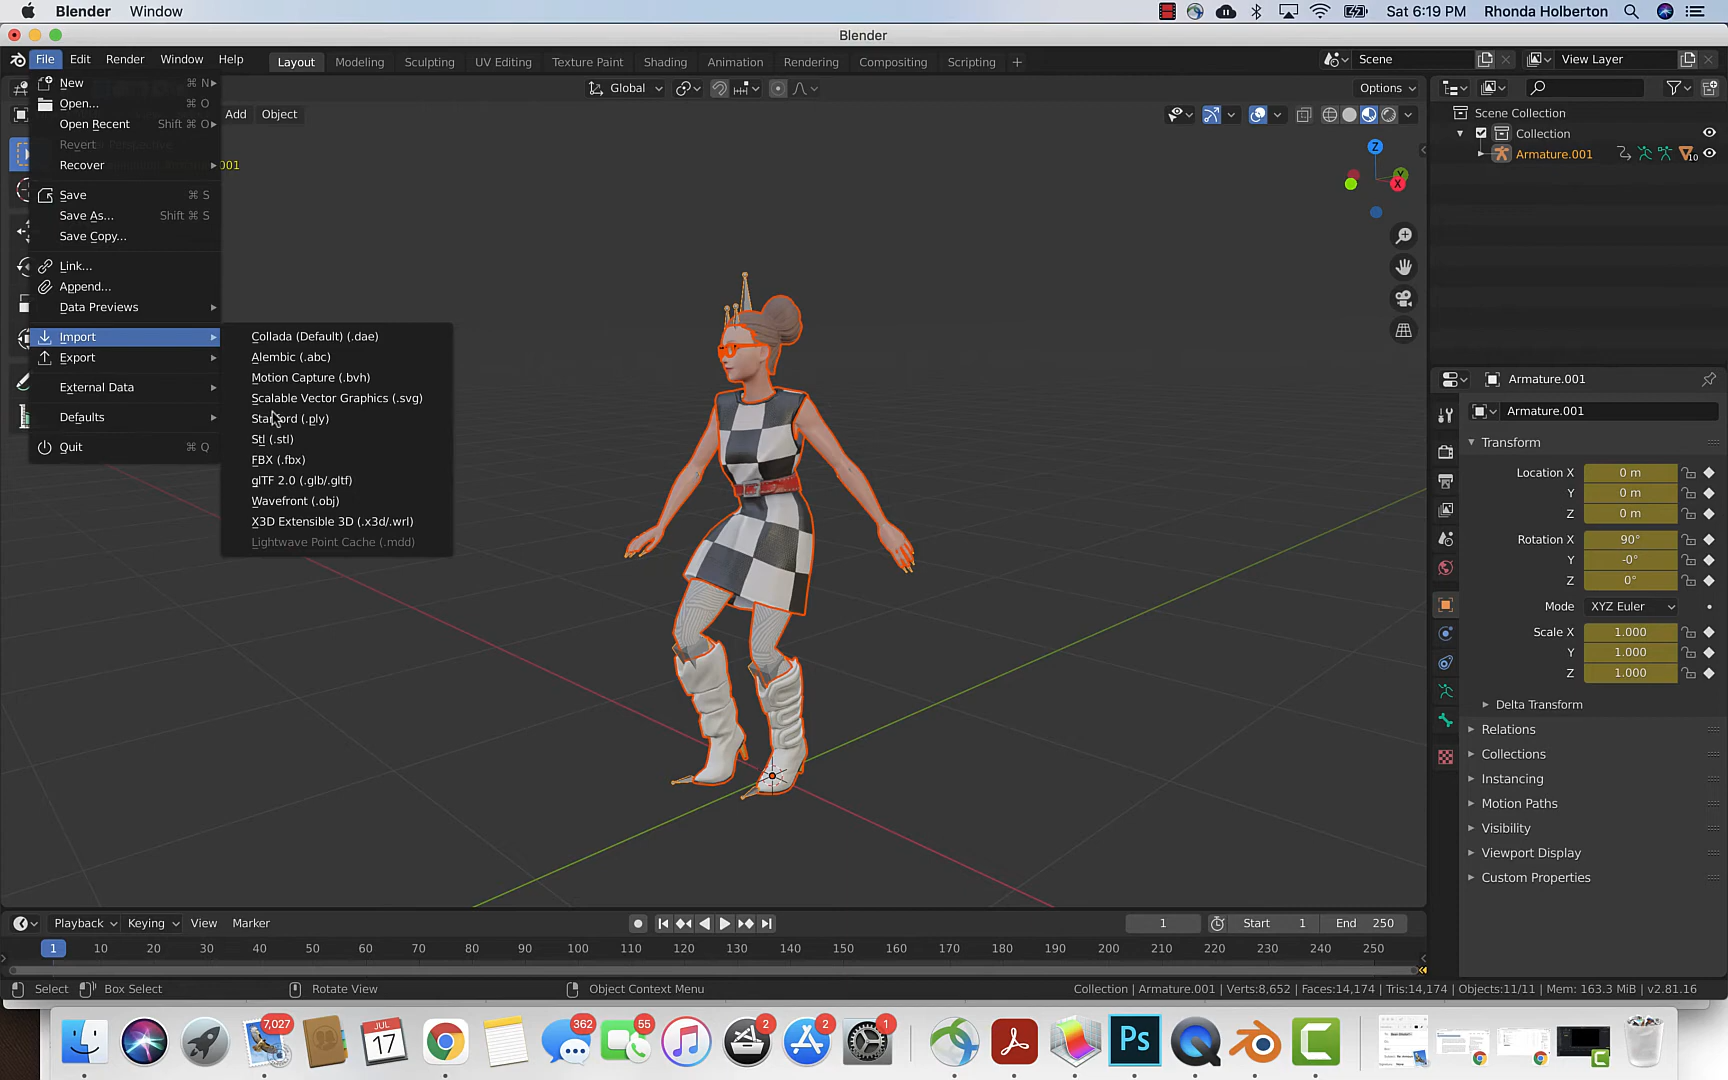 Blender Window
Sat 6:19 PM Rhonda Holberton
Blender
File Edit Render Window Help
Layout Modeling Sculpting UV Editing Texture Paint Shading Animation Rendering Compositing Scripting +
Scene
View Layer
New ⌘ N
Open... ⌘ O
Open Recent Shift ⌘ O
Revert
Recover
Save ⌘ S
Save As... Shift ⌘ S
Save Copy...
Link...
Append...
Data Previews
Import
Export
External Data
Defaults
Quit ⌘ Q
Collada (Default) (.dae)
Alembic (.abc)
Motion Capture (.bvh)
Scalable Vector Graphics (.svg)
Stanford (.ply)
Stl (.stl)
FBX (.fbx)
glTF 2.0 (.glb/.gltf)
Wavefront (.obj)
X3D Extensible 3D (.x3d/.wrl)
Lightwave Point Cache (.mdd)
Add Object
Global
Options
001
Z
Y
X
Scene Collection
Collection
Armature.001
10
Armature.001
Armature.001
Transform
Location X 0 m
Y 0 m
Z 0 m
Rotation X 90°
Y -0°
Z 0°
Mode XYZ Euler
Scale X 1.000
Y 1.000
Z 1.000
Delta Transform
Relations
Collections
Instancing
Motion Paths
Visibility
Viewport Display
Custom Properties
Playback Keying View Marker
1 Start 1 End 250
1 10 20 30 40 50 60 70 80 90 100 110 120 130 140 150 160 170 180 190 200 210 220 230 240 250
Select Box Select Rotate View Object Context Menu
Collection | Armature.001 | Verts:8,652 | Faces:14,174 | Tris:14,174 | Objects:11/11 | Mem: 163.3 MiB | v2.81.16
7,027
JUL
17
362
55
2
2
1
Ps